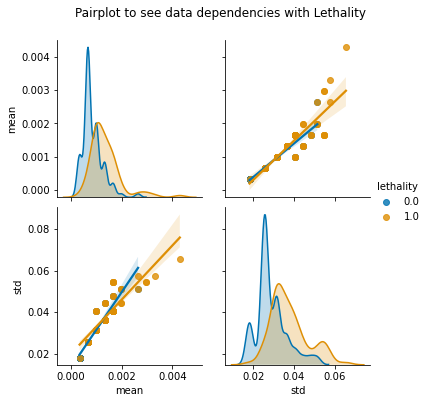 Pairplot to see data dependencies with Lethality
0.004
0.003
0.002
0.001
0.000
mean
lethality
0.0
1.0
0.08
0.06
0.04
0.02
std
0.000 0.002 0.004
mean
0.02 0.04 0.06
std